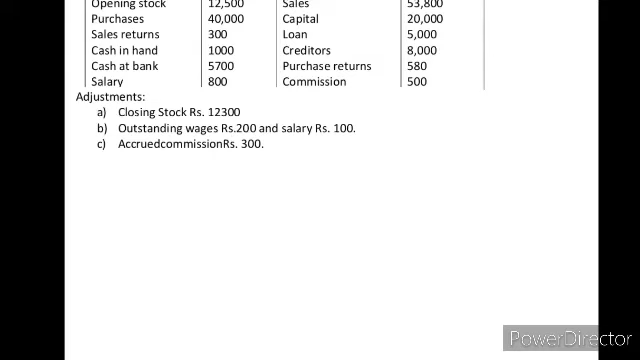 Opening stock 12,500 Sales 53,800
Purchases 40,000 Capital 20,000
Sales returns 300 Loan 5,000
Cash in hand 1000 Creditors 8,000
Cash at bank 5700 Purchase returns 580
Salary 800 Commission 500
Adjustments:
a) Closing Stock Rs. 12300
b) Outstanding wages Rs.200 and salary Rs. 100.
c) AccruedcommissionRs. 300.
PowerDirector